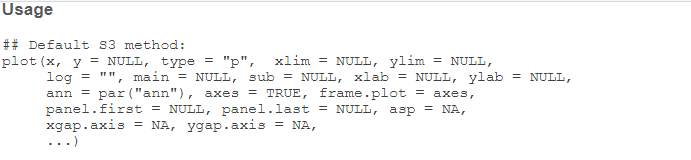 Usage
## Default S3 method:
plot(x, y = NULL, type = "p",  xlim = NULL, ylim = NULL,
     log = "", main = NULL, sub = NULL, xlab = NULL, ylab = NULL,
     ann = par("ann"), axes = TRUE, frame.plot = axes,
     panel.first = NULL, panel.last = NULL, asp = NA,
     xgap.axis = NA, ygap.axis = NA,
     ...)